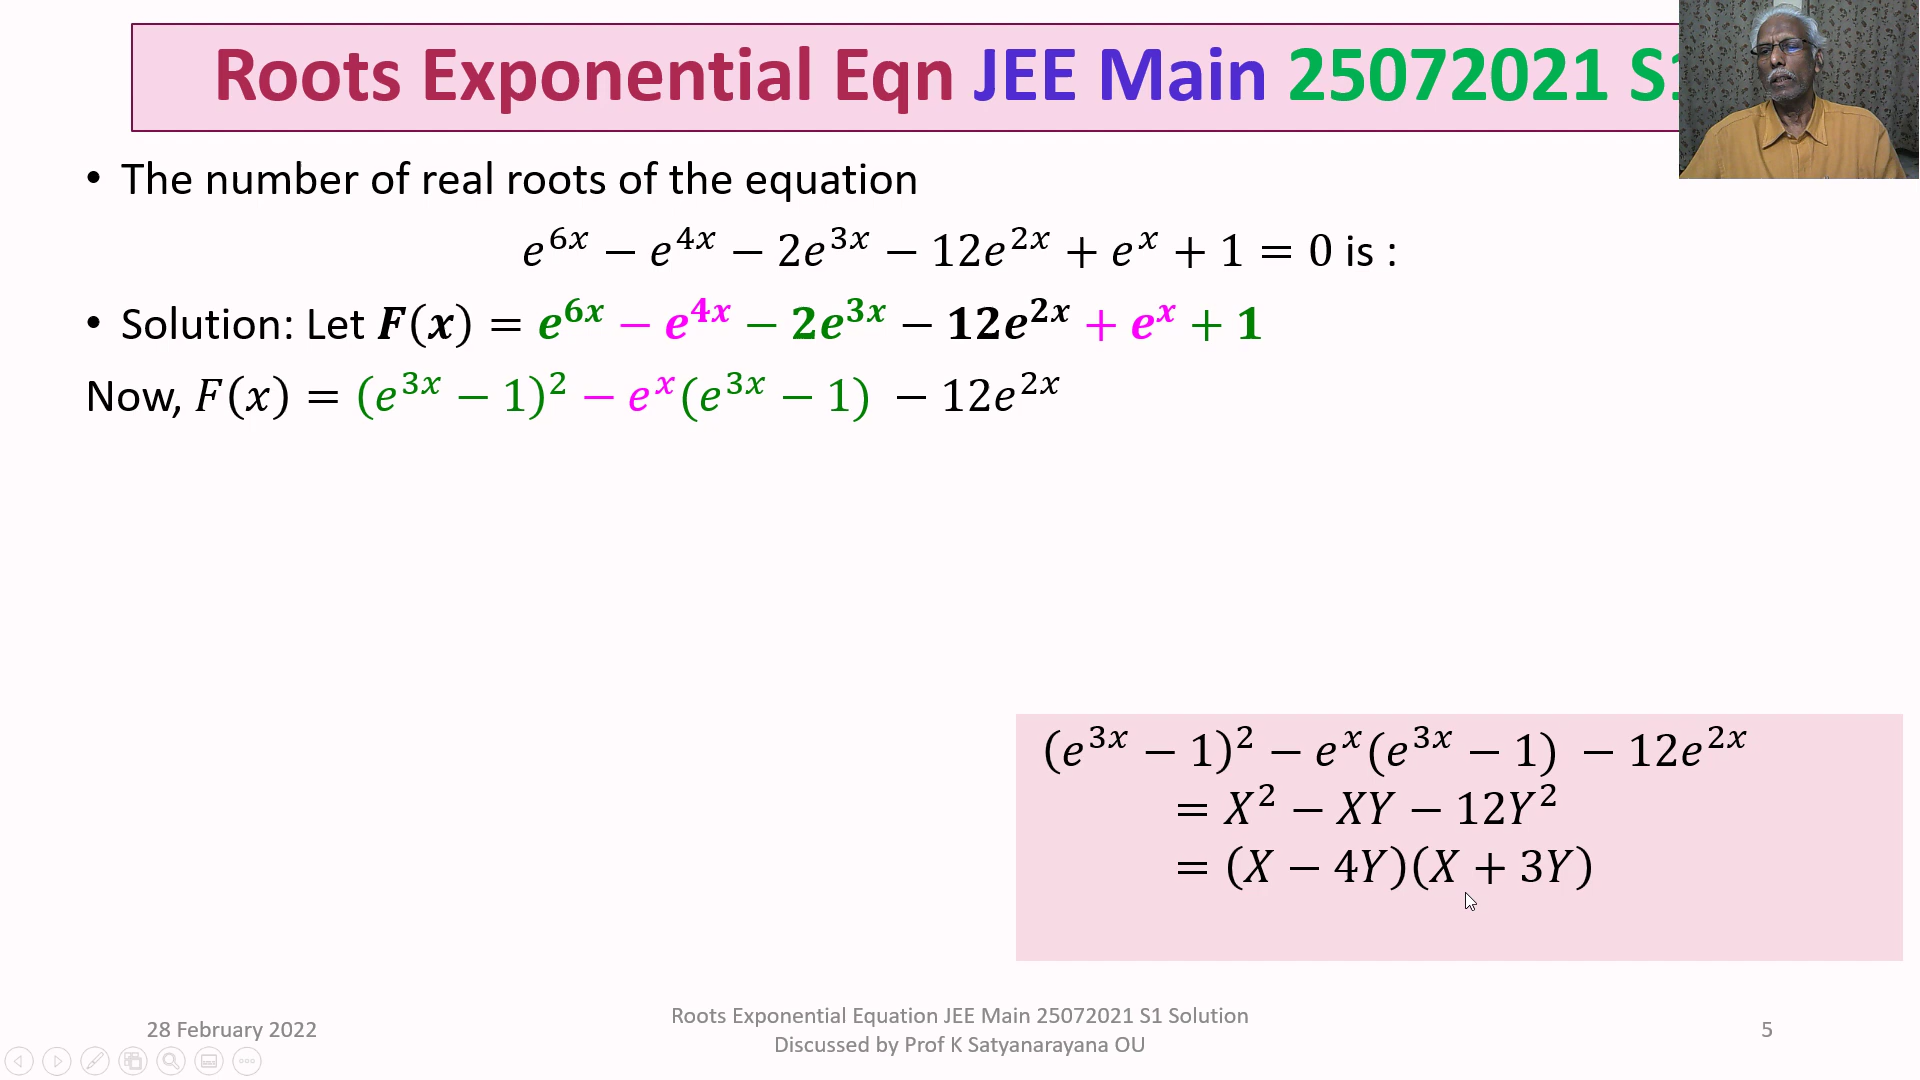 Roots Exponential Eqn JEE Main 25072021 S1
• The number of real roots of the equation
e^{6x} − e^{4x} − 2e^{3x} − 12e^{2x} + e^{x} + 1 = 0 is :
• Solution: Let F(x) = e^{6x} − e^{4x} − 2e^{3x} − 12e^{2x} + e^{x} + 1
Now, F(x) = (e^{3x} − 1)^2 − e^{x}(e^{3x} − 1) − 12e^{2x}
(e^{3x} − 1)^2 − e^{x}(e^{3x} − 1) − 12e^{2x}
= X^2 − XY − 12Y^2
= (X − 4Y)(X + 3Y)
28 February 2022
Roots Exponential Equation JEE Main 25072021 S1 Solution
Discussed by Prof K Satyanarayana OU
5